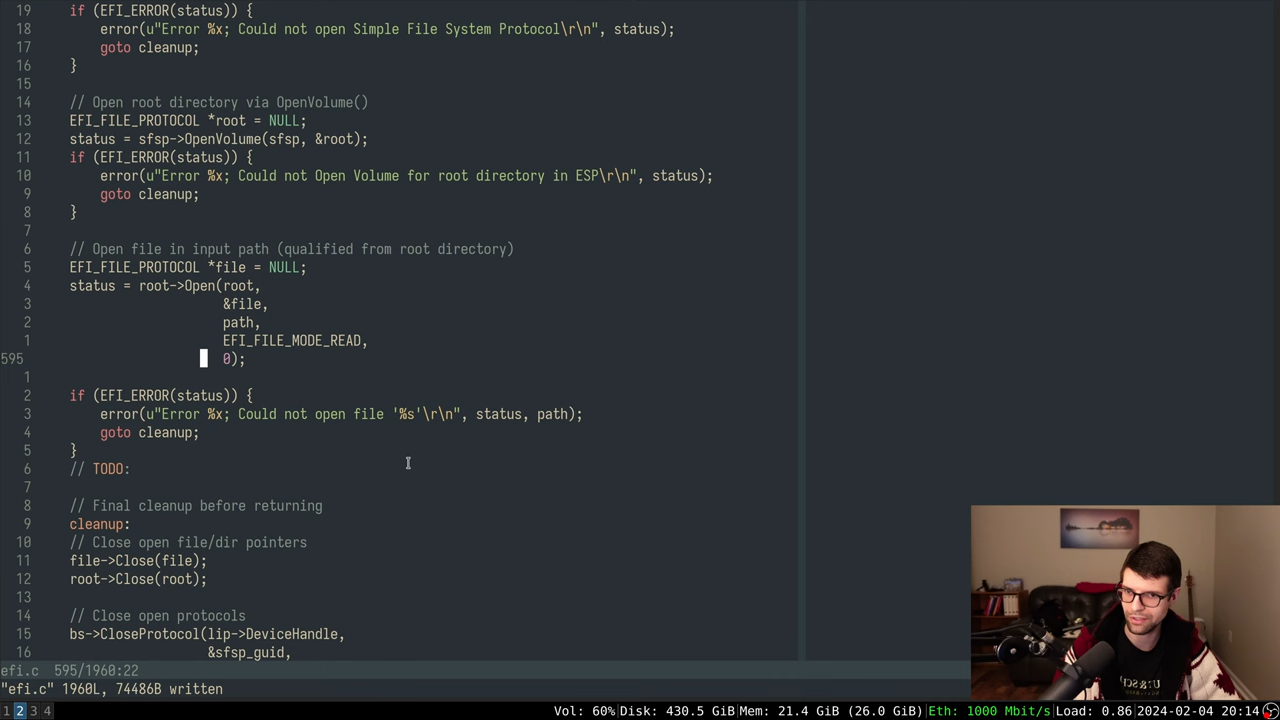 19 if (EFI_ERROR(status)) {
18 error(u"Error %x; Could not open Simple File System Protocol\r\n", status);
17 goto cleanup;
16 }
15
14 // Open root directory via OpenVolume()
13 EFI_FILE_PROTOCOL *root = NULL;
12 status = sfsp->OpenVolume(sfsp, &root);
11 if (EFI_ERROR(status)) {
10 error(u"Error %x; Could not Open Volume for root directory in ESP\r\n", status);
9 goto cleanup;
8 }
7
6 // Open file in input path (qualified from root directory)
5 EFI_FILE_PROTOCOL *file = NULL;
4 status = root->Open(root,
3 &file,
2 path,
1 EFI_FILE_MODE_READ,
595 0);
1
2 if (EFI_ERROR(status)) {
3 error(u"Error %x; Could not open file '%s'\r\n", status, path);
4 goto cleanup;
5 }
6 // TODO:
7
8 // Final cleanup before returning
9 cleanup:
10 // Close open file/dir pointers
11 file->Close(file);
12 root->Close(root);
13
14 // Close open protocols
15 bs->CloseProtocol(lip->DeviceHandle,
16 &sfsp_guid,
efi.c 595/1960:22
"efi.c" 1960L, 74486B written
1 2 3 4 Vol: 60%|Disk: 430.5 GiB|Mem: 21.4 GiB (26.0 GiB)|Eth: 1000 Mbit/s|Load: 0.86|2024-02-04 20:14